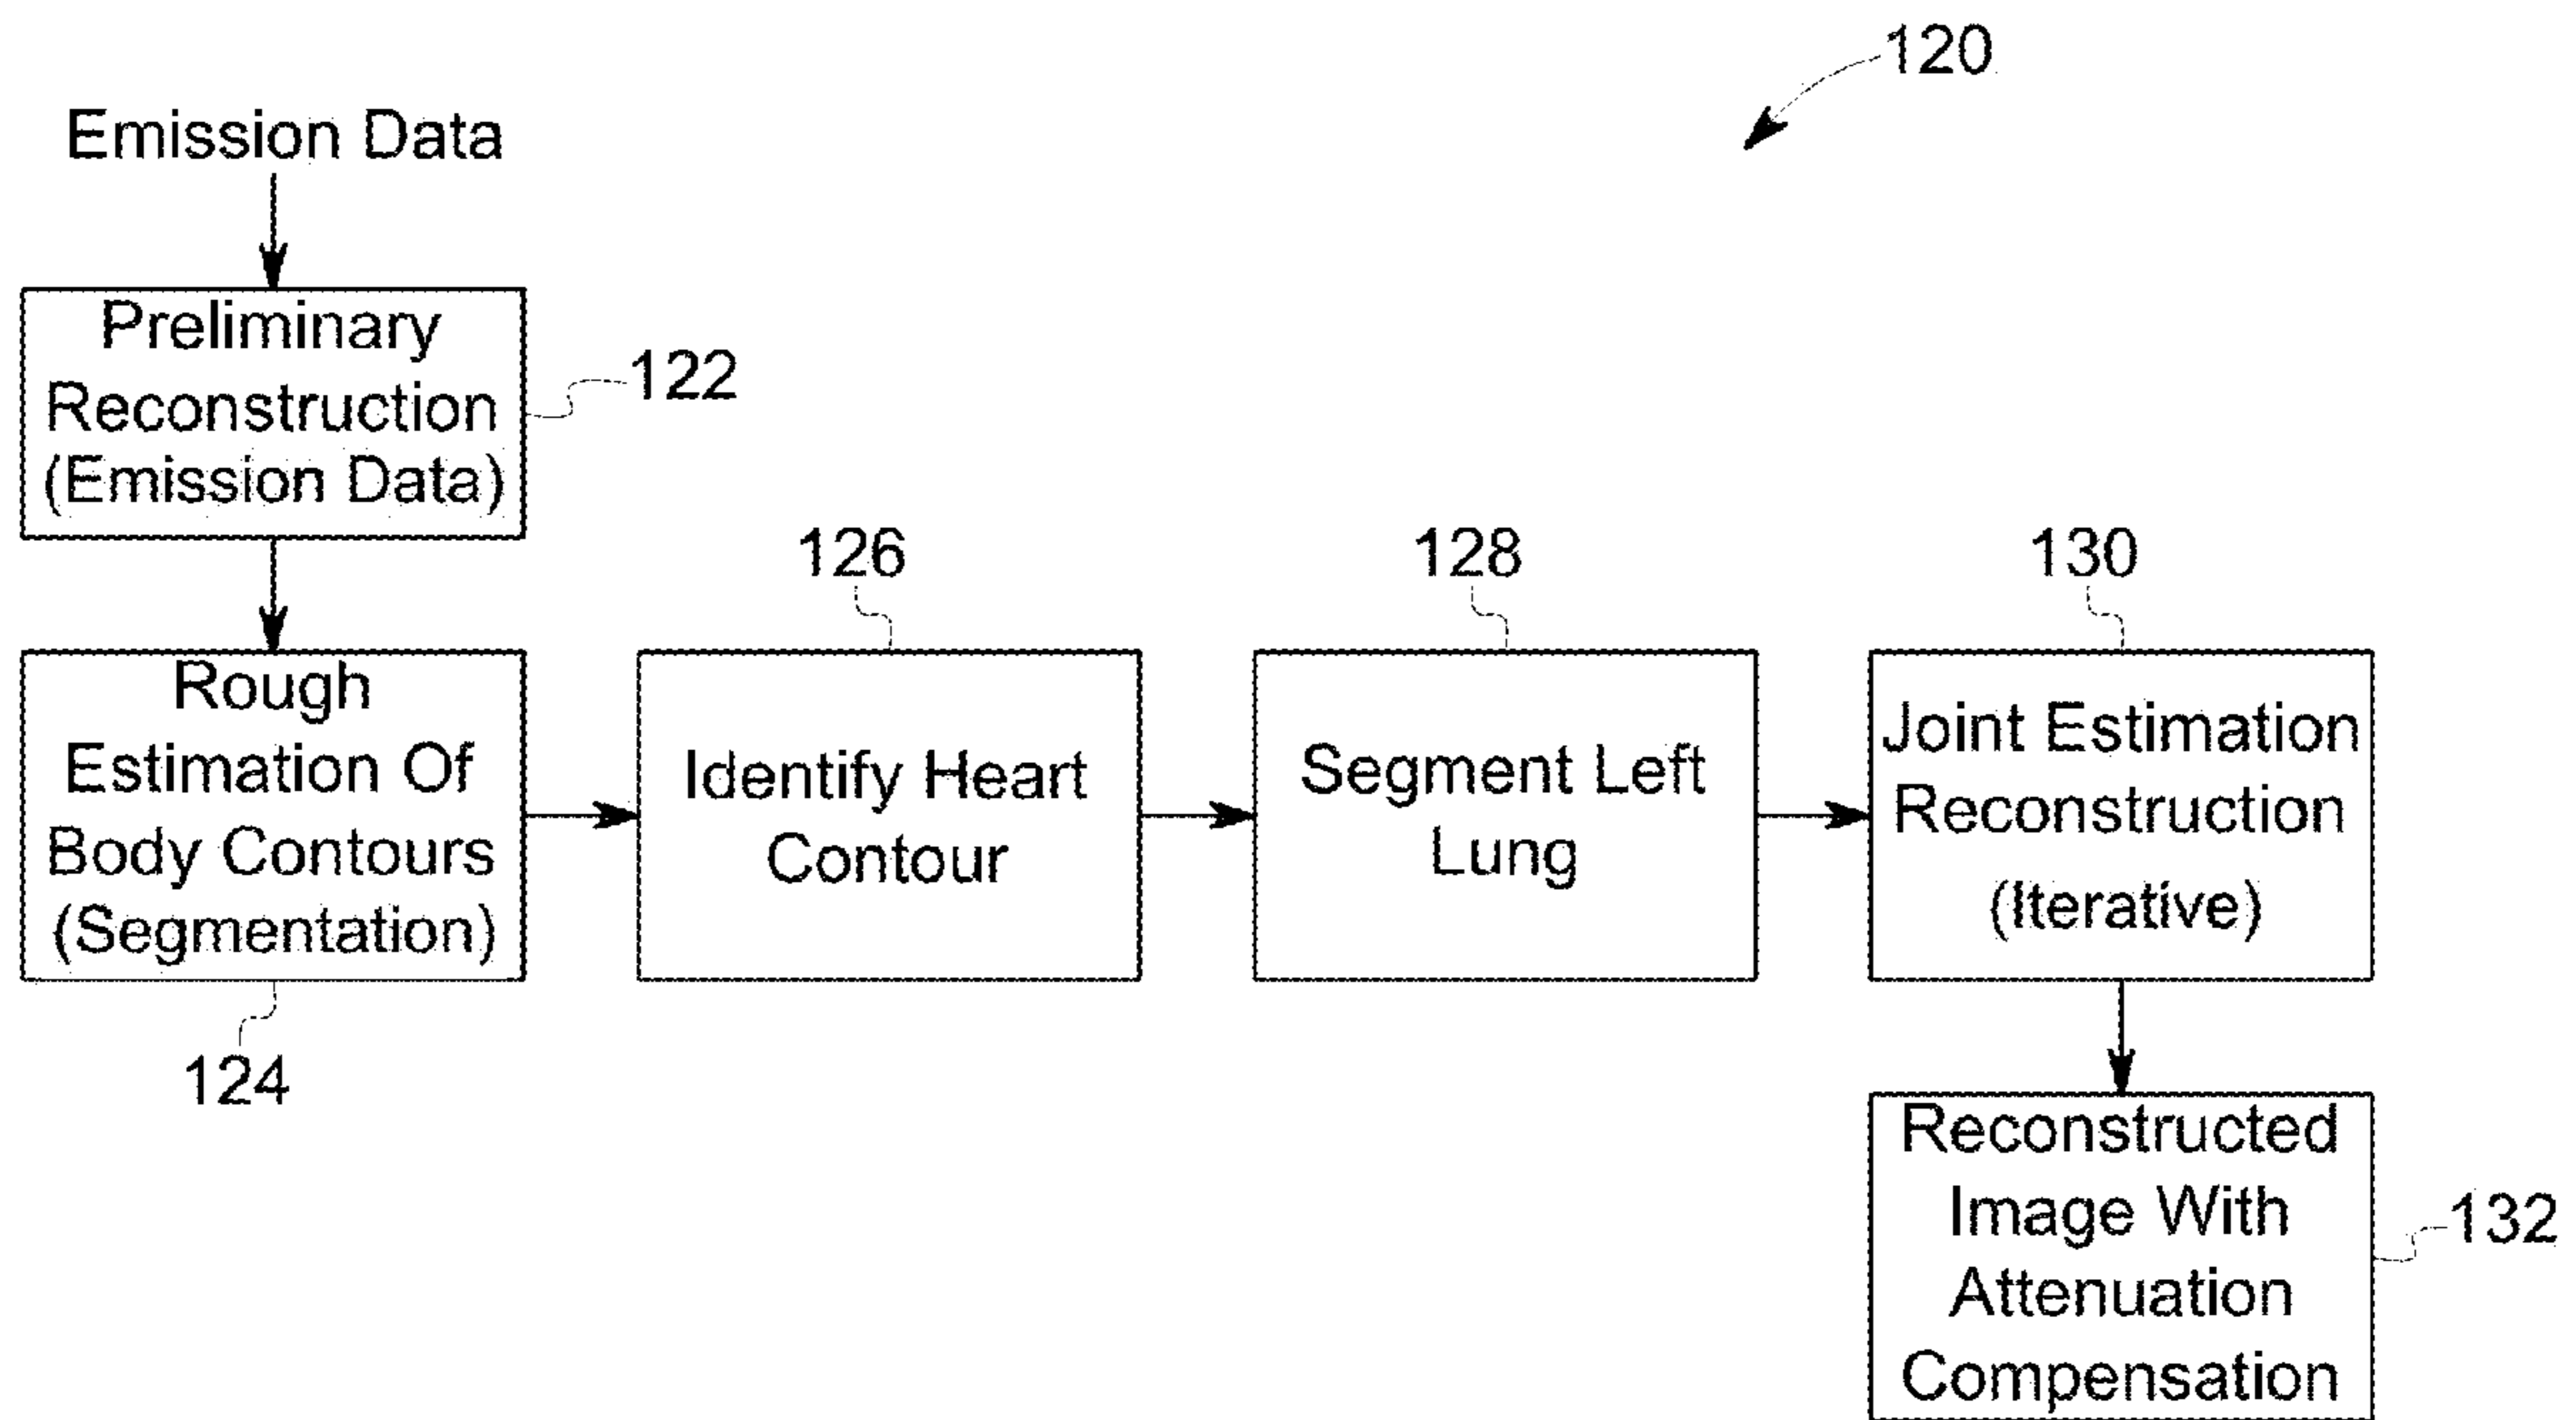 120
Emission Data
Preliminary
Reconstruction
(Emission Data)
122
Rough
Estimation Of
Body Contours
(Segmentation)
124
126
Identify Heart
Contour
128
Segment Left
Lung
130
Joint Estimation
Reconstruction
(Iterative)
Reconstructed
Image With
Attenuation
Compensation
132